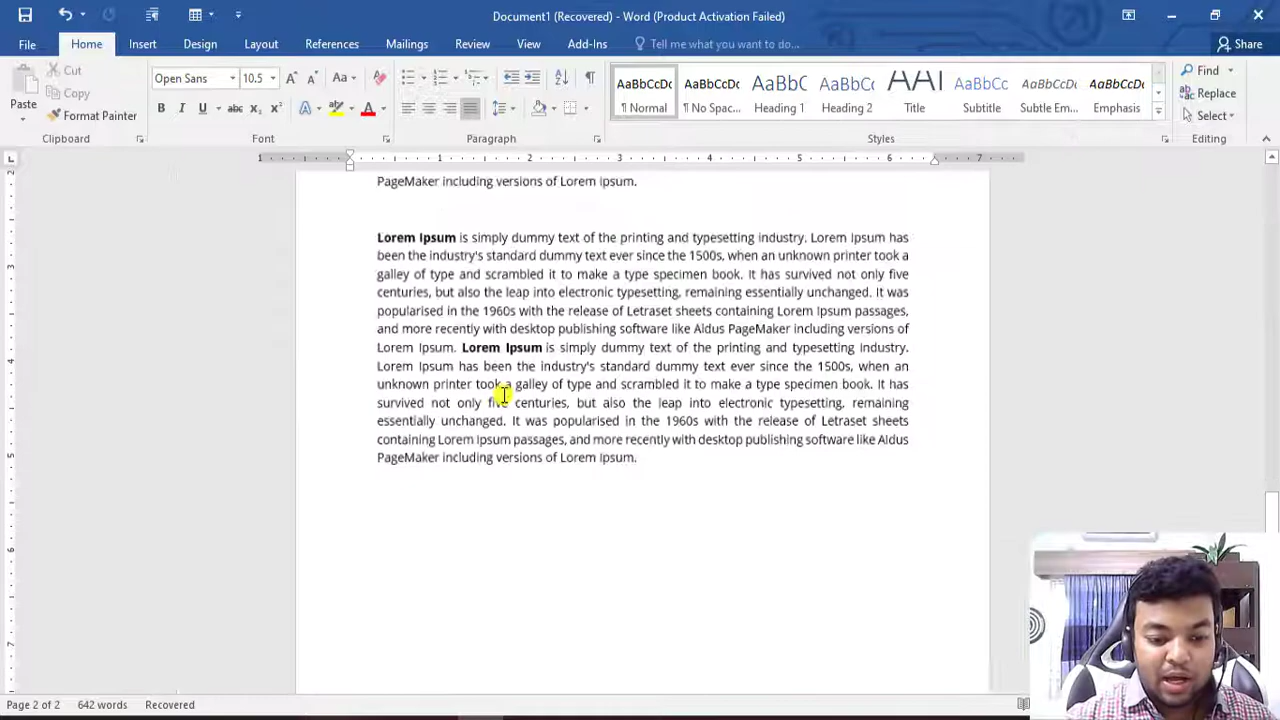 Document1 (Recovered) - Word (Product Activation Failed)
File Home Insert Design Layout References Mailings Review View Add-Ins Tell me what you want to do... Share
Paste Cut Copy Format Painter
Clipboard
Open Sans 10.5
Font
Paragraph
AaBbCcDc AaBbCcDc AaBbC AaBbCc AAI AaBbCcD AaBbCcDc AaBbCcDc
¶ Normal ¶ No Spac... Heading 1 Heading 2 Title Subtitle Subtle Em... Emphasis
Styles
Find
Replace
Select
Editing
1 1 2 3 4 5 6 7
PageMaker including versions of Lorem Ipsum.
Lorem Ipsum is simply dummy text of the printing and typesetting industry. Lorem Ipsum has
been the industry's standard dummy text ever since the 1500s, when an unknown printer took a
galley of type and scrambled it to make a type specimen book. It has survived not only five
centuries, but also the leap into electronic typesetting, remaining essentially unchanged. It was
popularised in the 1960s with the release of Letraset sheets containing Lorem Ipsum passages,
and more recently with desktop publishing software like Aldus PageMaker including versions of
Lorem Ipsum. Lorem Ipsum is simply dummy text of the printing and typesetting industry.
Lorem Ipsum has been the industry's standard dummy text ever since the 1500s, when an
unknown printer took a galley of type and scrambled it to make a type specimen book. It has
survived not only five centuries, but also the leap into electronic typesetting, remaining
essentially unchanged. It was popularised in the 1960s with the release of Letraset sheets
containing Lorem Ipsum passages, and more recently with desktop publishing software like Aldus
PageMaker including versions of Lorem Ipsum.
Page 2 of 2 642 words Recovered